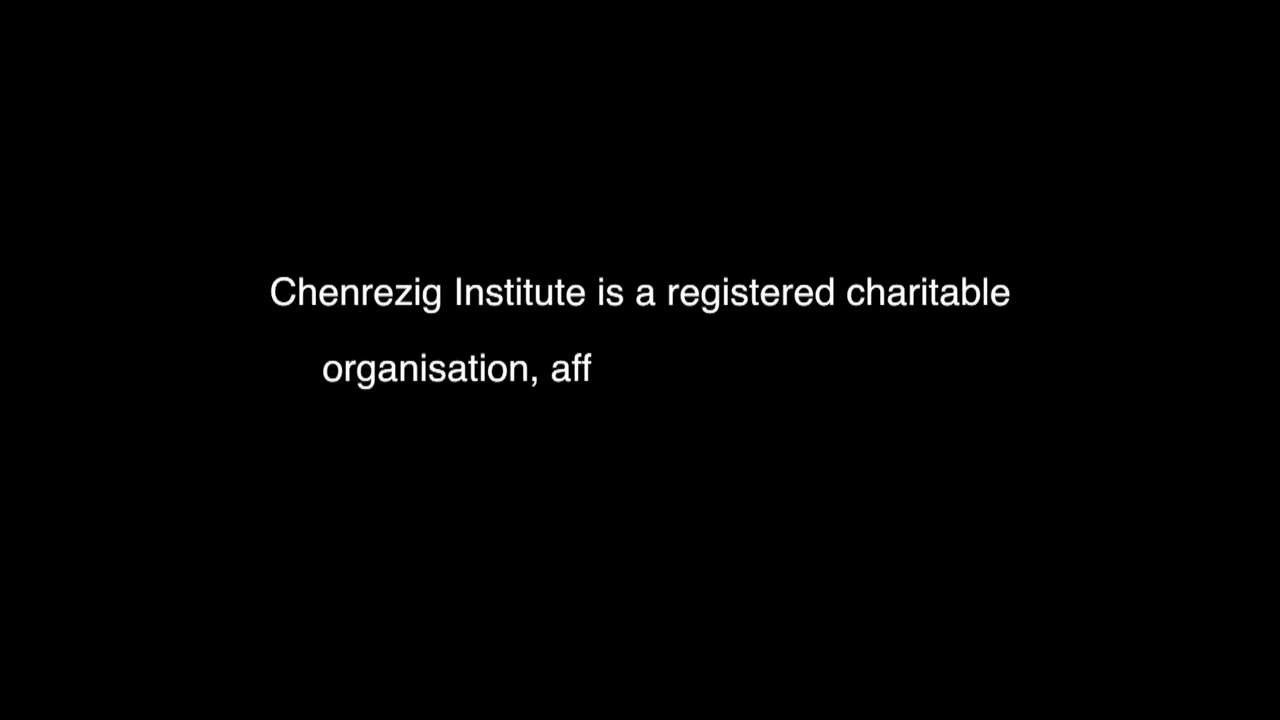 Chenrezig Institute is a registered charitable
organisation, aff